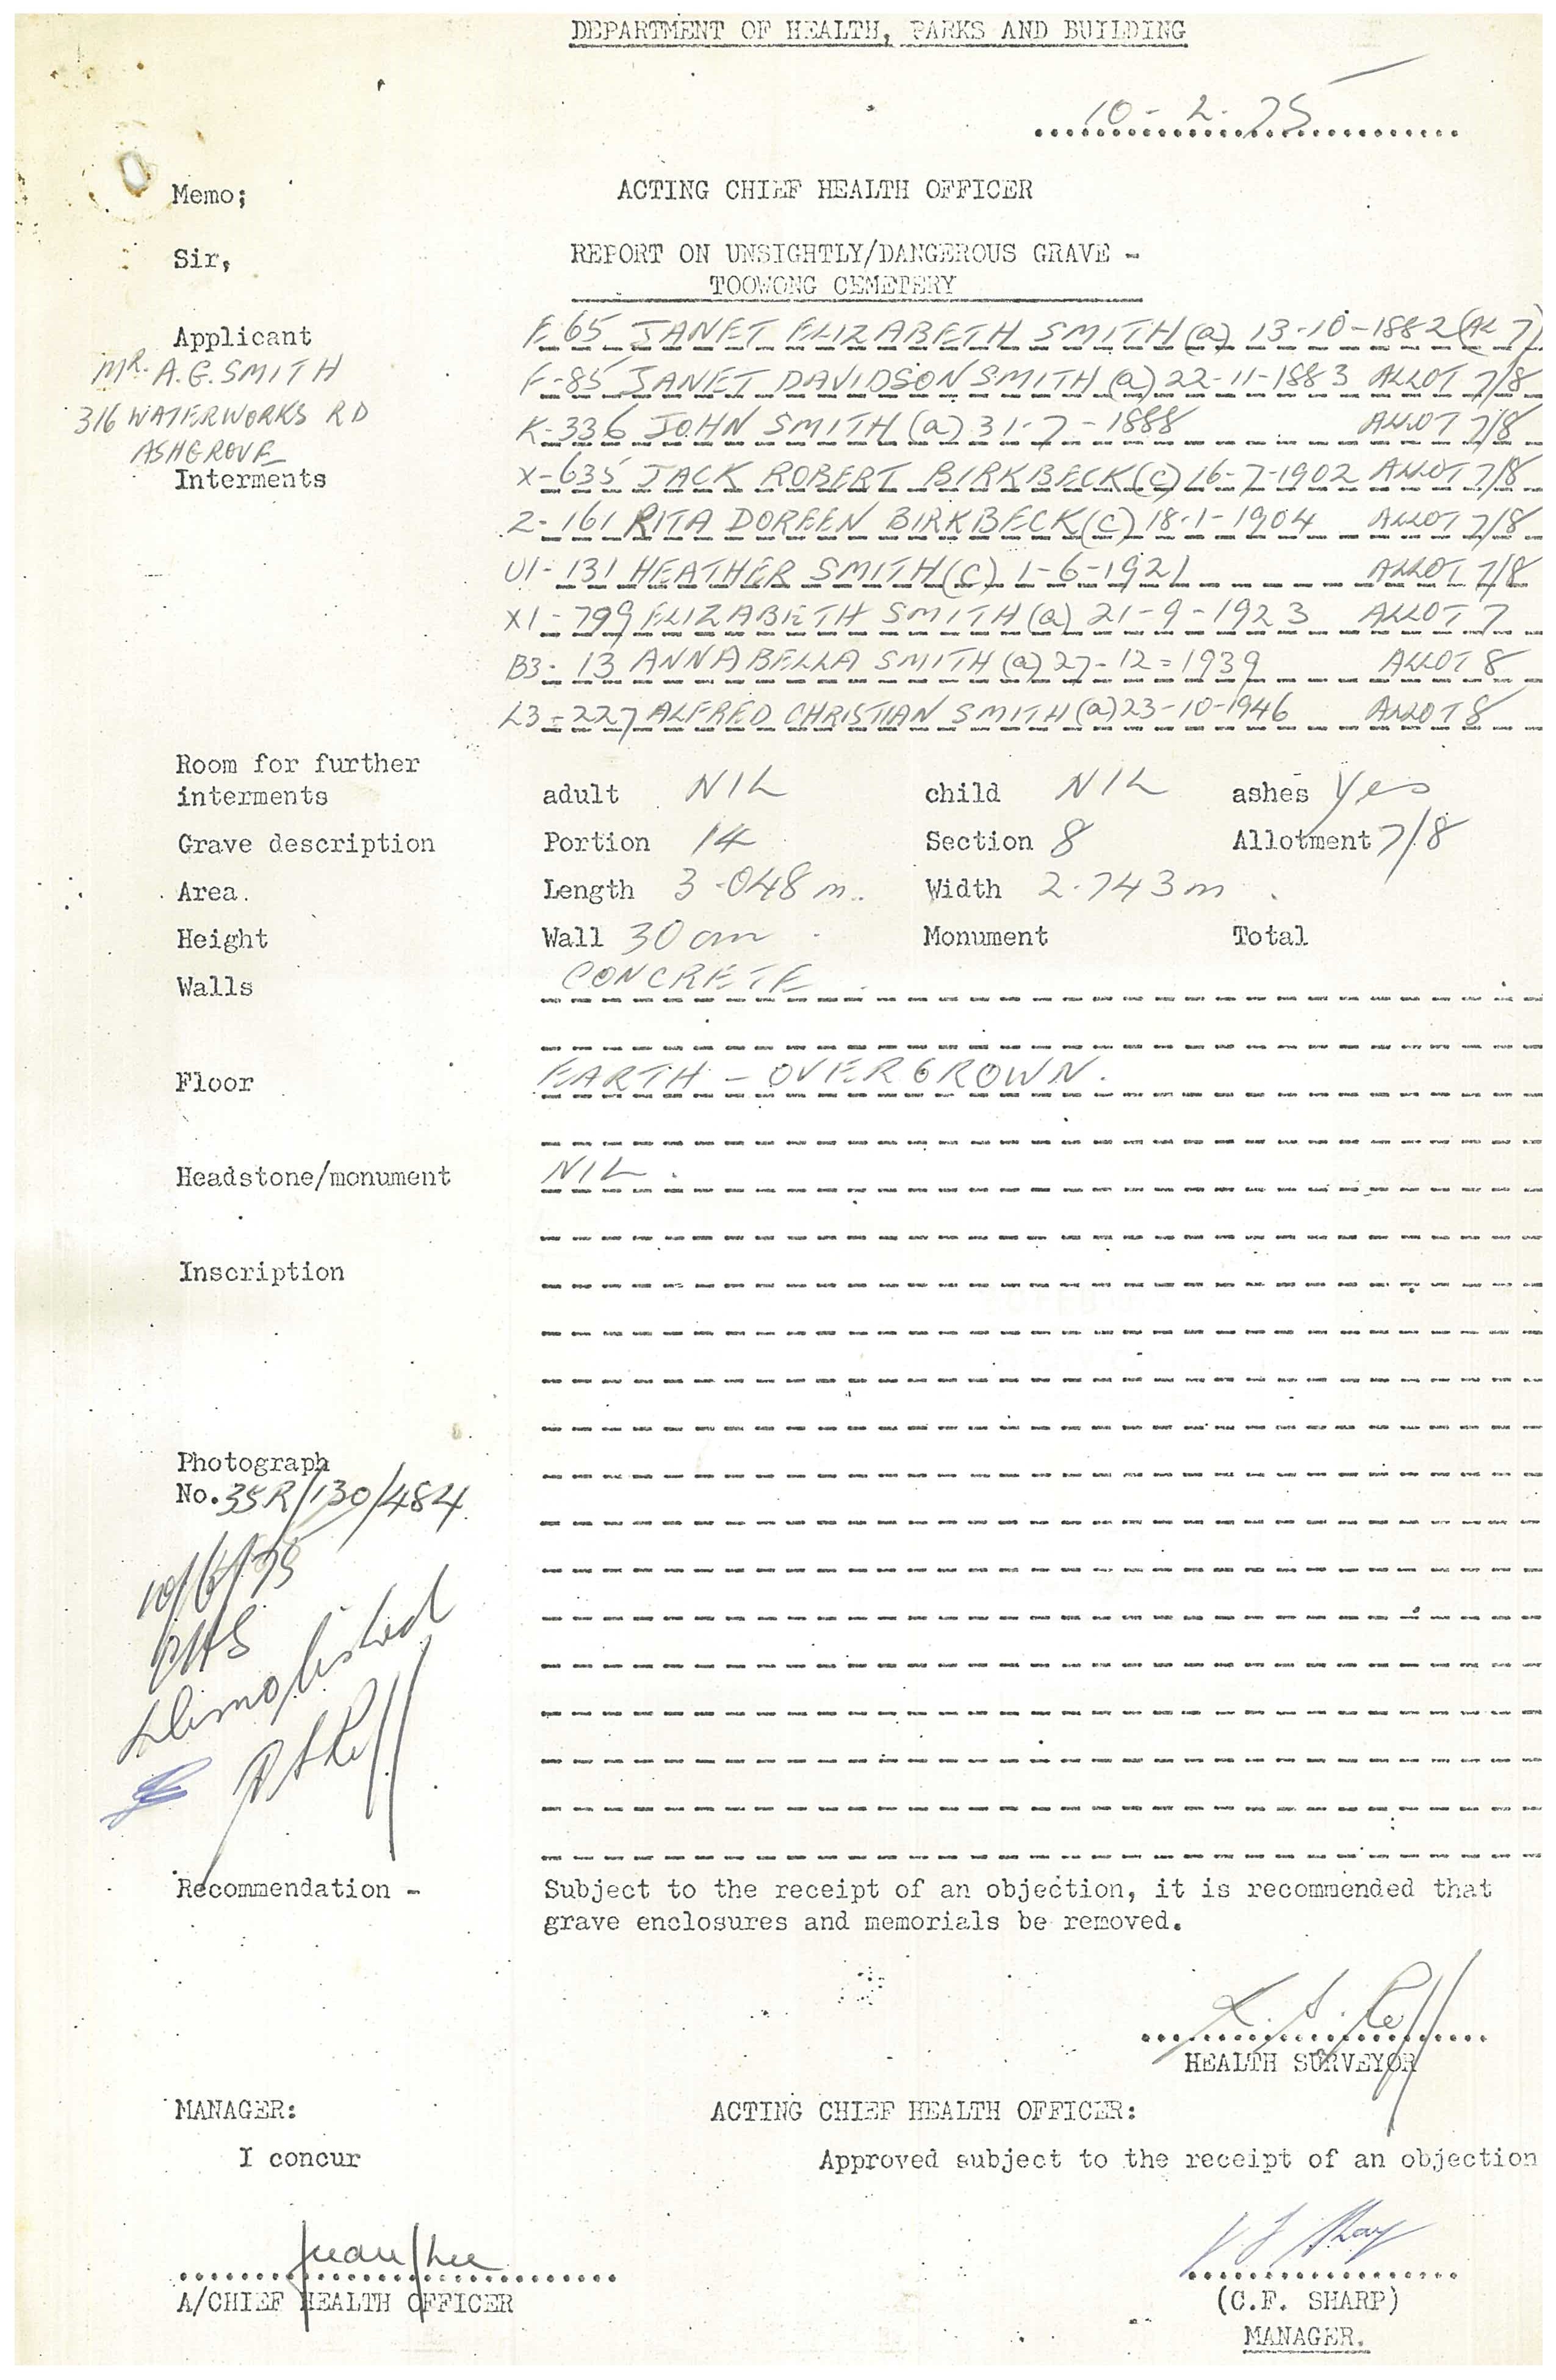 DEPARTMENT OF HEALTH, PARKS AND BUILDING
10-2-75
Memo; ACTING CHIEF HEALTH OFFICER
Sir, REPORT ON UNSIGHTLY/DANGEROUS GRAVE -
TOOWONG CEMETERY
Applicant
MR. A.G. SMITH
316 WATERWORKS RD
ASHGROVE
Interments
F.65 JANET ELIZABETH SMITH (a) 13-10-1882 (AL 7)
F-85 JANET DAVIDSON SMITH (a) 22-11-1883 ALLOT 7/8
K-336 JOHN SMITH (a) 31-7-1888 ALLOT 7/8
X-635 JACK ROBERT BIRKBECK (c) 16-7-1902 ALLOT 7/8
Z-161 RITA DOREEN BIRKBECK (c) 18-1-1904 ALLOT 7/8
U1-131 HEATHER SMITH (c) 1-6-1921 ALLOT 7/8
X1-799 ELIZABETH SMITH (a) 21-9-1923 ALLOT 7
B3-13 ANNABELLA SMITH (a) 27-12=1939 ALLOT 8
L3=227 ALFRED CHRISTIAN SMITH (a) 23-10-1946 ALLOT 8
Room for further
interments adult NIL child NIL ashes Yes
Grave description Portion 14 Section 8 Allotment 7/8
Area. Length 3.048 m. Width 2.743 m
Height Wall 30 cm Monument Total
Walls CONCRETE
Floor EARTH - OVERGROWN.
Headstone/monument NIL.
Inscription
Photograph
No. 35R/130/484
10/6/75
Demolished
Recommendation - Subject to the receipt of an objection, it is recommended that
grave enclosures and memorials be removed.
HEALTH SURVEYOR
MANAGER: ACTING CHIEF HEALTH OFFICER:
I concur Approved subject to the receipt of an objection
A/CHIEF HEALTH OFFICER (C.F. SHARP)
MANAGER.